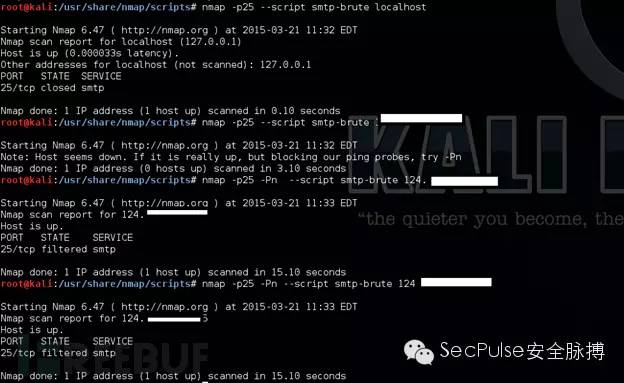 root@kali:/usr/share/nmap/scripts# nmap -p25 --script smtp-brute localhost
Starting Nmap 6.47 ( http://nmap.org ) at 2015-03-21 11:32 EDT
Nmap scan report for localhost (127.0.0.1)
Host is up (0.000033s latency).
Other addresses for localhost (not scanned): 127.0.0.1
PORT   STATE  SERVICE
25/tcp closed smtp
Nmap done: 1 IP address (1 host up) scanned in 0.10 seconds
root@kali:/usr/share/nmap/scripts# nmap -p25 --script smtp-brute
Starting Nmap 6.47 ( http://nmap.org ) at 2015-03-21 11:32 EDT
Note: Host seems down. If it is really up, but blocking our ping probes, try -Pn
Nmap done: 1 IP address (0 hosts up) scanned in 3.10 seconds
root@kali:/usr/share/nmap/scripts# nmap -p25 -Pn  --script smtp-brute 124.
Starting Nmap 6.47 ( http://nmap.org ) at 2015-03-21 11:33 EDT
Nmap scan report for 124.
Host is up.
PORT   STATE    SERVICE
25/tcp filtered smtp
Nmap done: 1 IP address (1 host up) scanned in 15.10 seconds
root@kali:/usr/share/nmap/scripts# nmap -p25 -Pn --script smtp-brute 124
Starting Nmap 6.47 ( http://nmap.org ) at 2015-03-21 11:33 EDT
Nmap scan report for 124. 5
Host is up.
PORT   STATE    SERVICE
25/tcp filtered smtp
Nmap done: 1 IP address (1 host up) scanned in 15.10 seconds
KALI
"the quieter you become, the
REEBUF
SecPulse安全脉搏